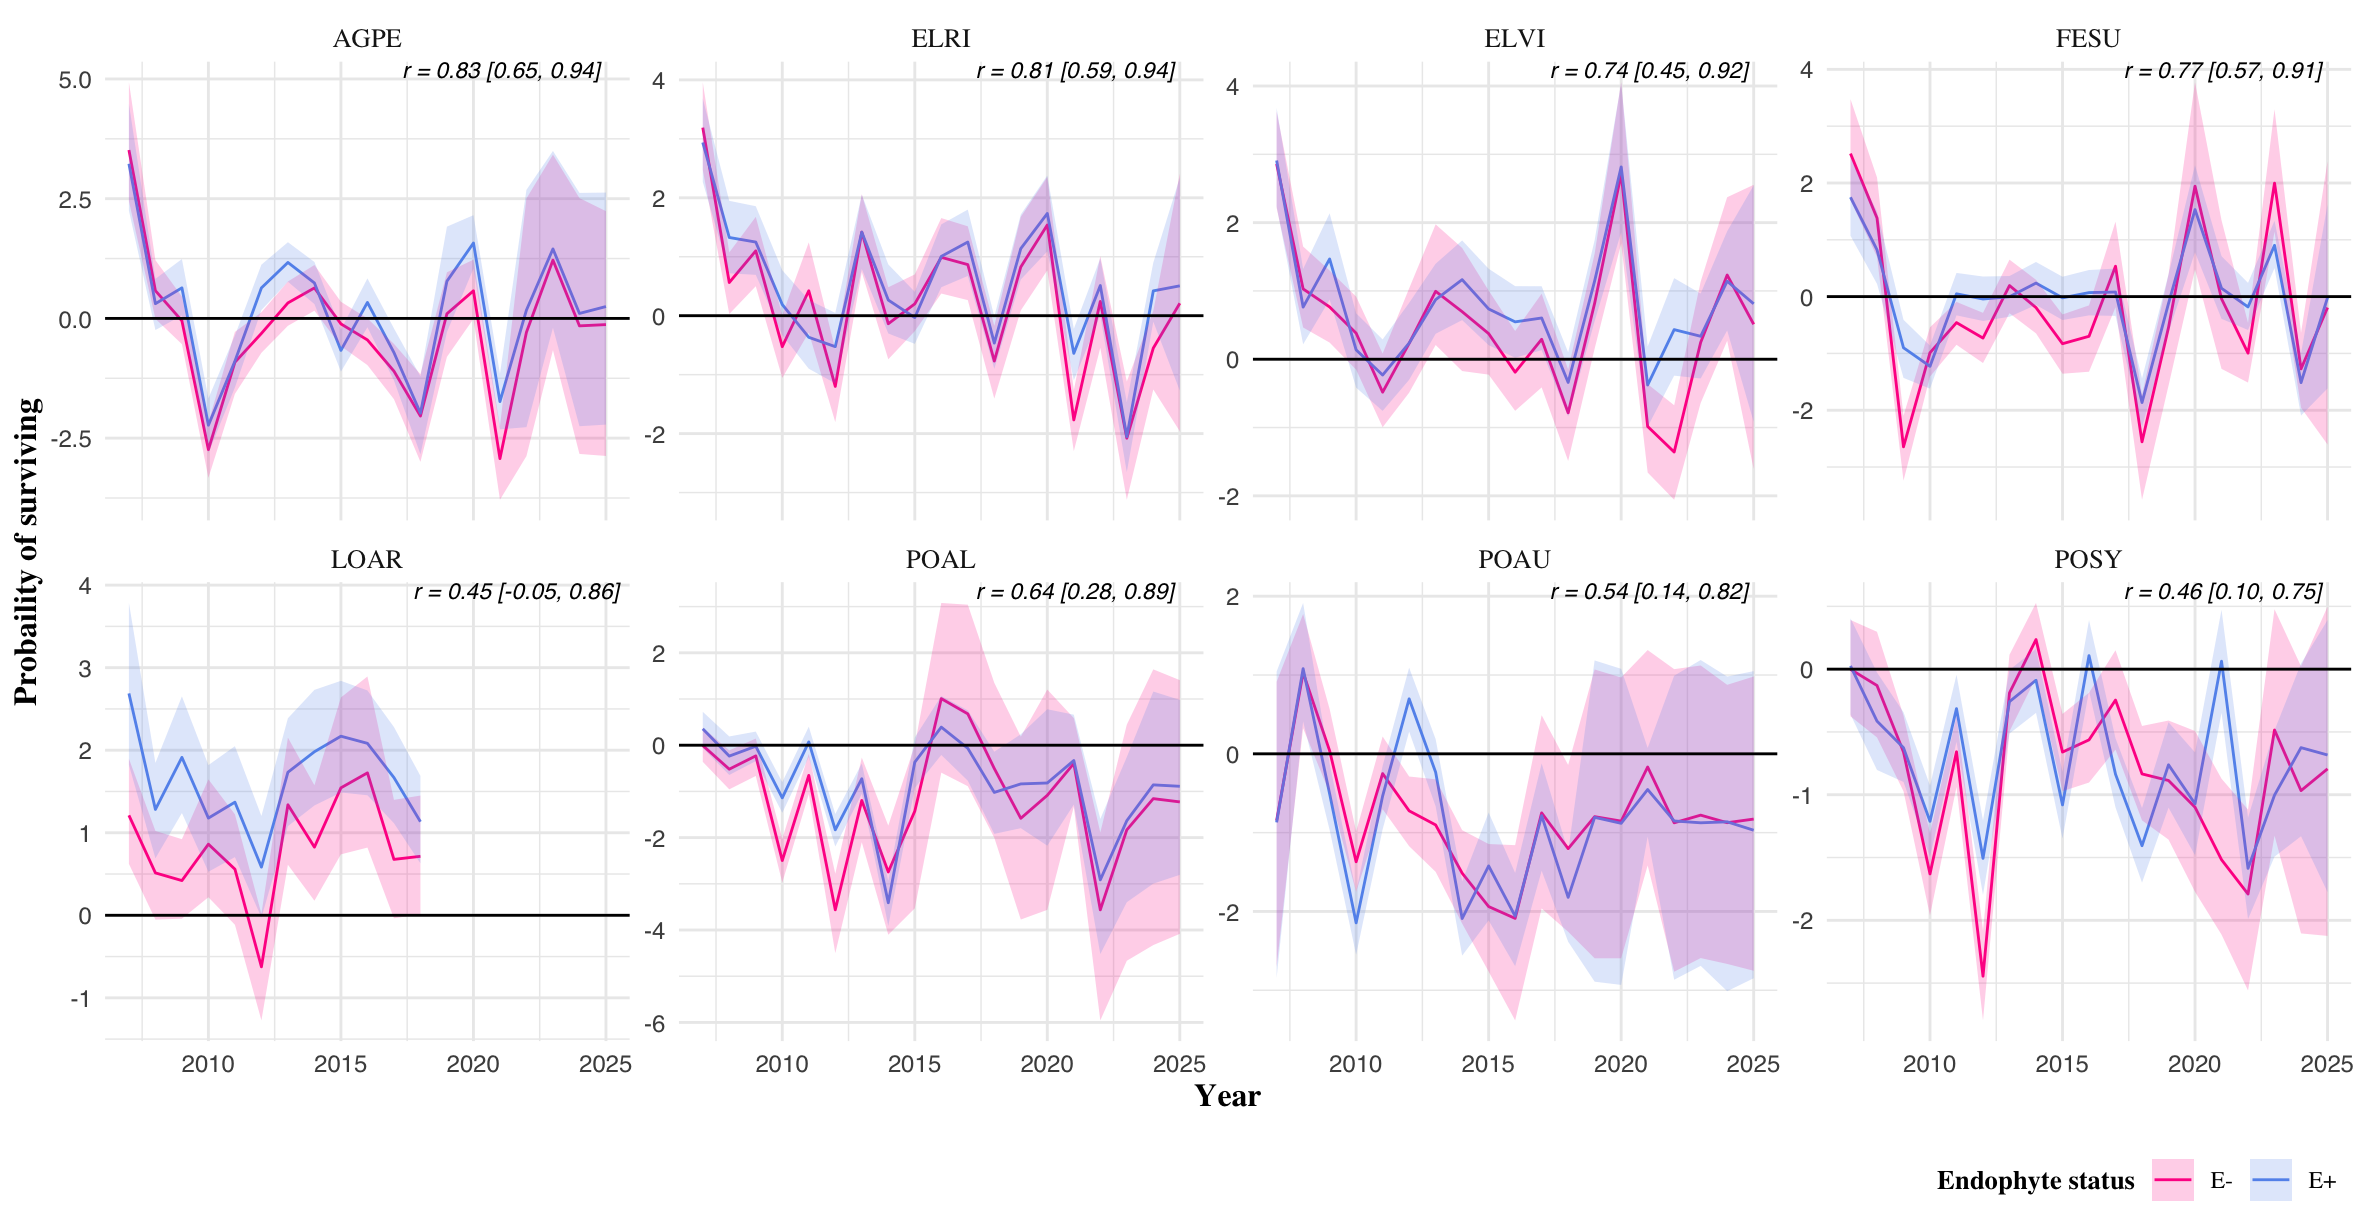 AGPE
ELRI
ELVI
FESU
r = 0.83 [0.65, 0.94]
r = 0.81 [0.59, 0.94]
r = 0.74 [0.45, 0.92]
r = 0.77 [0.57, 0.91]
5.0
2.5
0.0
-2.5
4
2
0
-2
4
2
0
-2
4
2
0
-2
Probaility of surviving
LOAR
POAL
POAU
POSY
r = 0.45 [-0.05, 0.86]
r = 0.64 [0.28, 0.89]
r = 0.54 [0.14, 0.82]
r = 0.46 [0.10, 0.75]
4
3
2
1
0
-1
2
0
-2
-4
-6
2
0
-2
0
-1
-2
2010 2015 2020 2025
2010 2015 2020 2025
2010 2015 2020 2025
2010 2015 2020 2025
Year
Endophyte status E- E+